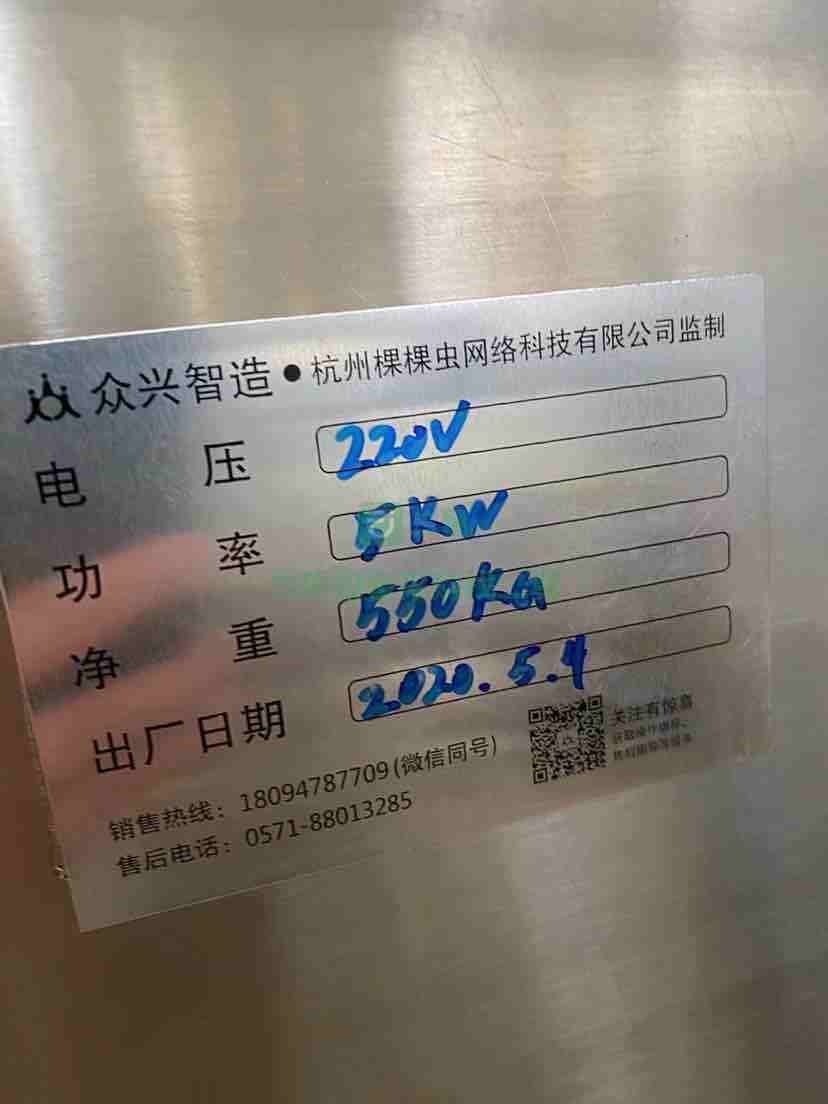 众兴智造●杭州棵棵虫网络科技有限公司监制
电 压 220V
功 率 5KW
净 重 550KG
出厂日期 2020.5.4
关注有惊喜
销售热线：18094787709(微信同号)
售后电话：0571-88013285